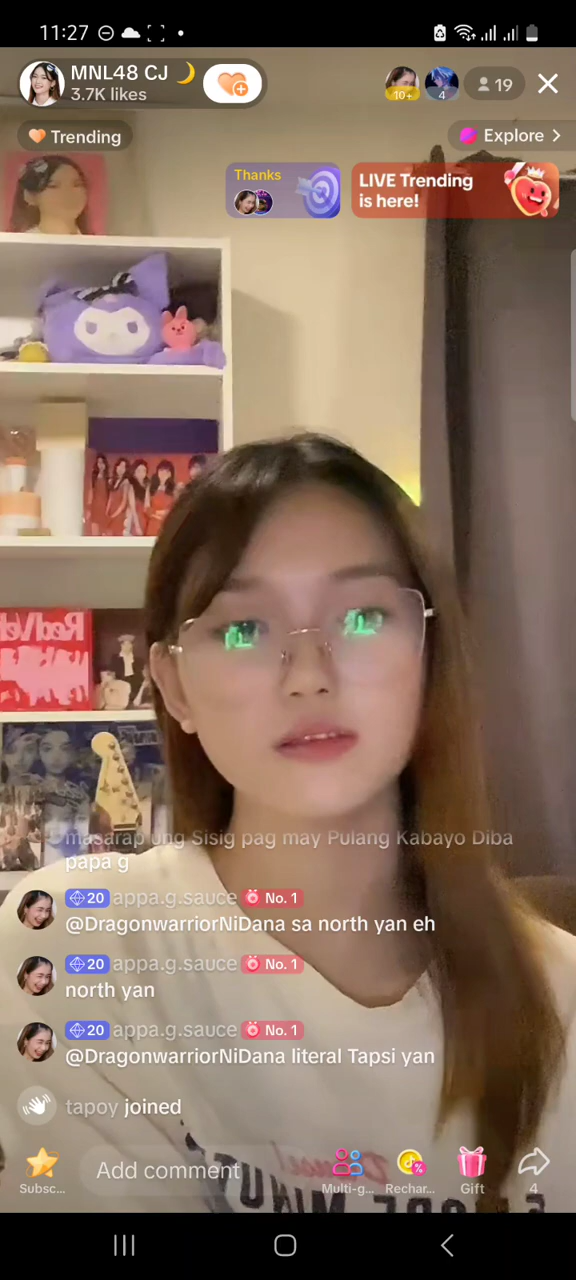 11:27
MNL48 CJ 🌙
3.7K likes
10+
4
19
Trending
Explore >
Thanks
LIVE Trending
is here!
masarap ung Sisig pag may Pulang Kabayo Diba
papa g
20 appa.g.sauce No. 1
@DragonwarriorNiDana sa north yan eh
20 appa.g.sauce No. 1
north yan
20 appa.g.sauce No. 1
@DragonwarriorNiDana literal Tapsi yan
tapoy joined
Add comment
Subsc...
Multi-g...
Rechar...
Gift
4